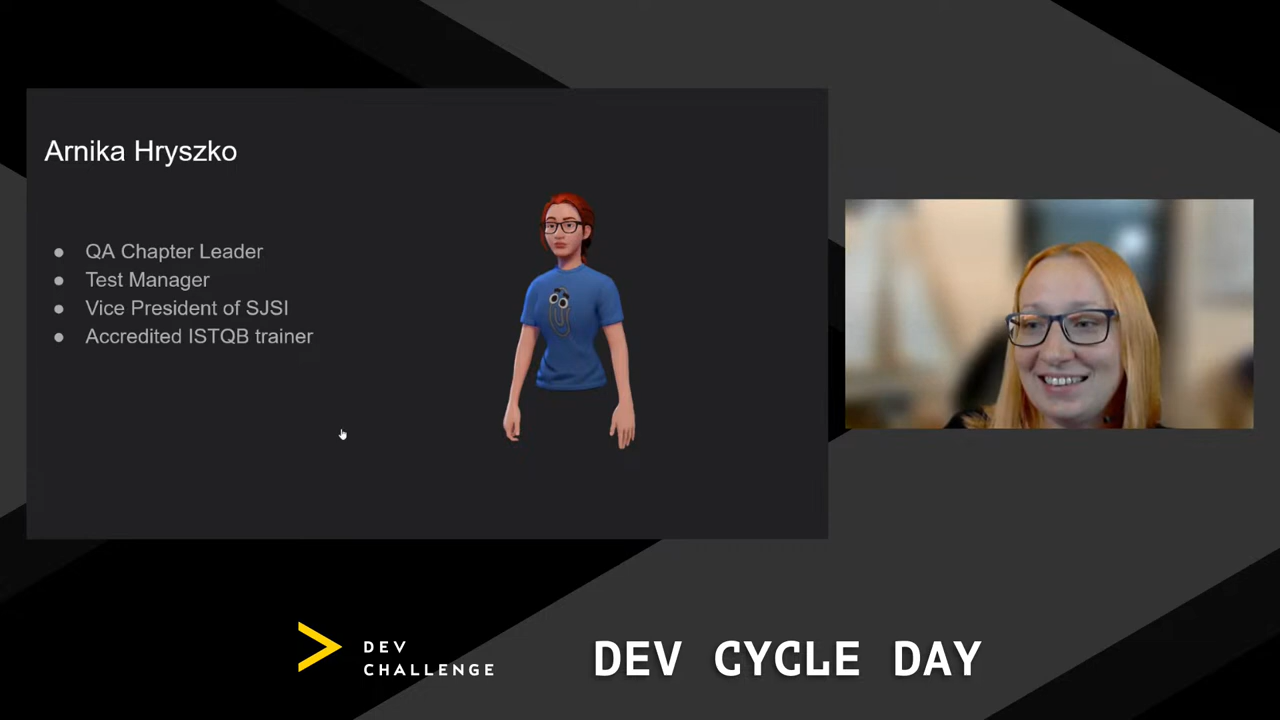 Arnika Hryszko
QA Chapter Leader
Test Manager
Vice President of SJSI
Accredited ISTQB trainer
DEV
CHALLENGE
DEV CYCLE DAY